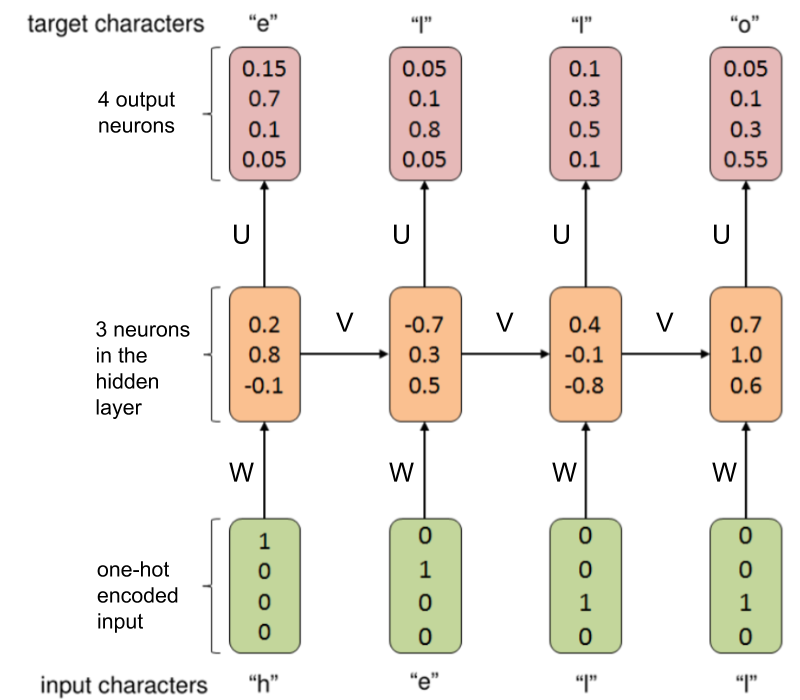 target characters “e” “l” “l” “o”
4 output
neurons
0.15 0.05 0.1 0.05
0.7 0.1 0.3 0.1
0.1 0.8 0.5 0.3
0.05 0.05 0.1 0.55
U U U U
3 neurons
in the
hidden
layer
V V V
0.2 -0.7 0.4 0.7
0.8 0.3 -0.1 1.0
-0.1 0.5 -0.8 0.6
W W W W
one-hot
encoded
input
1 0 0 0
0 1 0 0
0 0 1 1
0 0 0 0
input characters “h” “e” “l” “l”